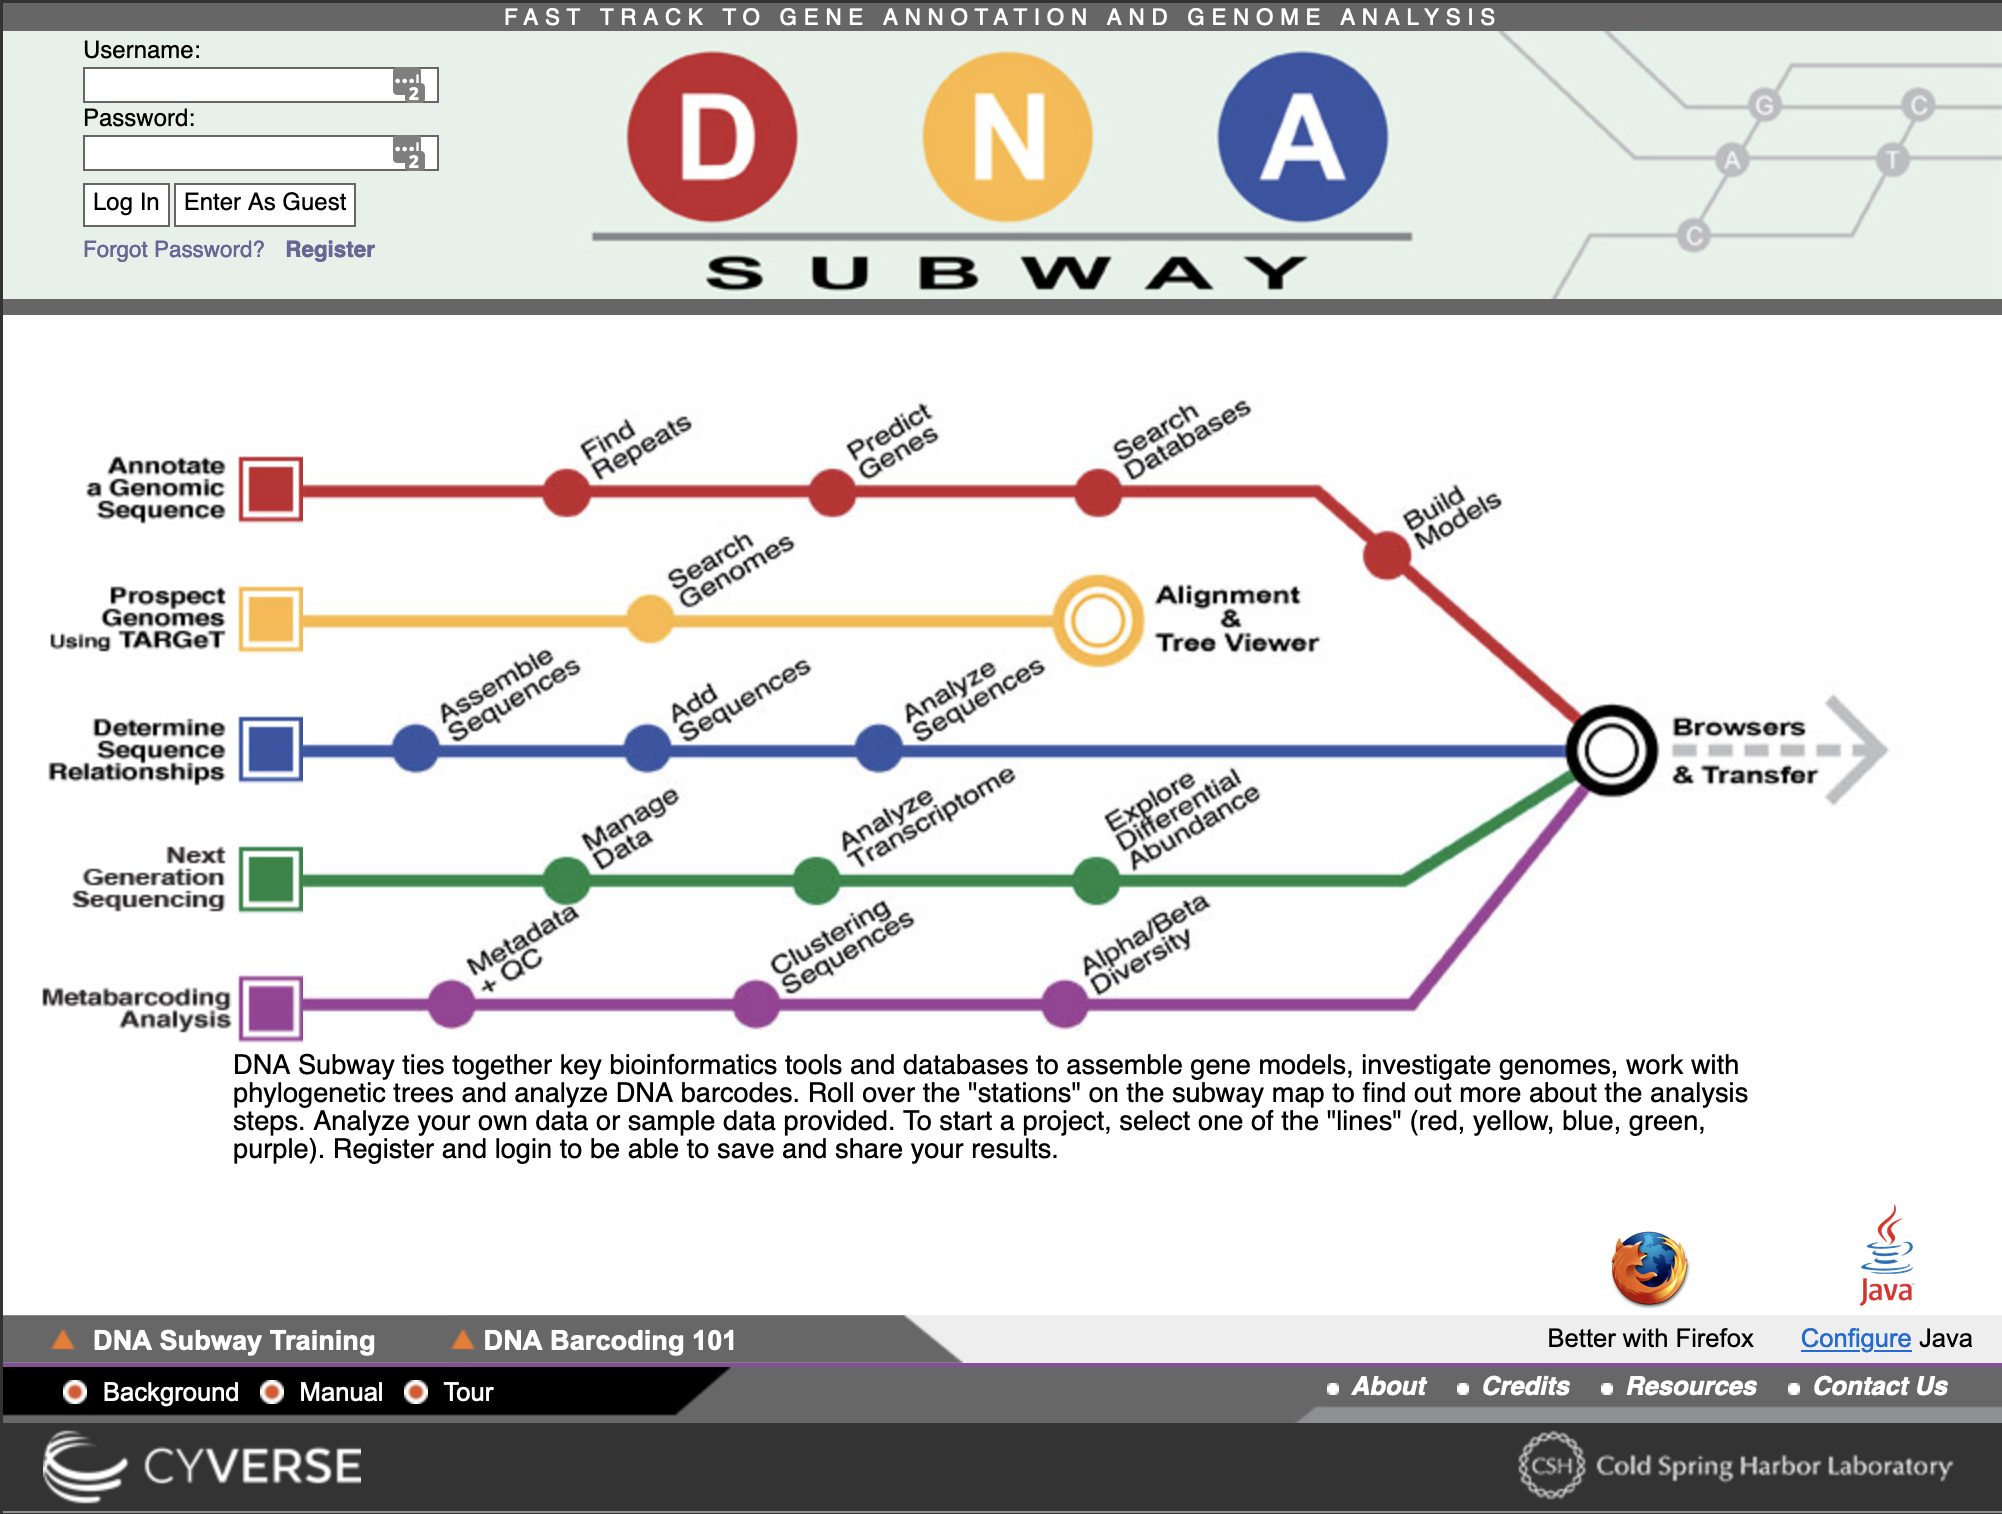 FAST TRACK TO GENE ANNOTATION AND GENOME ANALYSIS
Username:
2
Password:
2
Log In
Enter As Guest
Forgot Password?
Register
D N A
SUBWAY
G
C
A
T
C
Annotate
a Genomic
Sequence
Find
Repeats
Predict
Genes
Search
Databases
Build
Models
Prospect
Genomes
Using TARGeT
Search
Genomes
Alignment
&
Tree Viewer
Determine
Sequence
Relationships
Assemble
Sequences
Add
Sequences
Analyze
Sequences
Browsers
& Transfer
Next
Generation
Sequencing
Manage
Data
Analyze
Transcriptome
Explore
Differential
Abundance
Metabarcoding
Analysis
Metadata
+ QC
Clustering
Sequences
Alpha/Beta
Diversity
DNA Subway ties together key bioinformatics tools and databases to assemble gene models, investigate genomes, work with
phylogenetic trees and analyze DNA barcodes. Roll over the "stations" on the subway map to find out more about the analysis
steps. Analyze your own data or sample data provided. To start a project, select one of the "lines" (red, yellow, blue, green,
purple). Register and login to be able to save and share your results.
Java
DNA Subway Training
DNA Barcoding 101
Better with Firefox
Configure Java
Background
Manual
Tour
About
Credits
Resources
Contact Us
CYVERSE
CSH
Cold Spring Harbor Laboratory